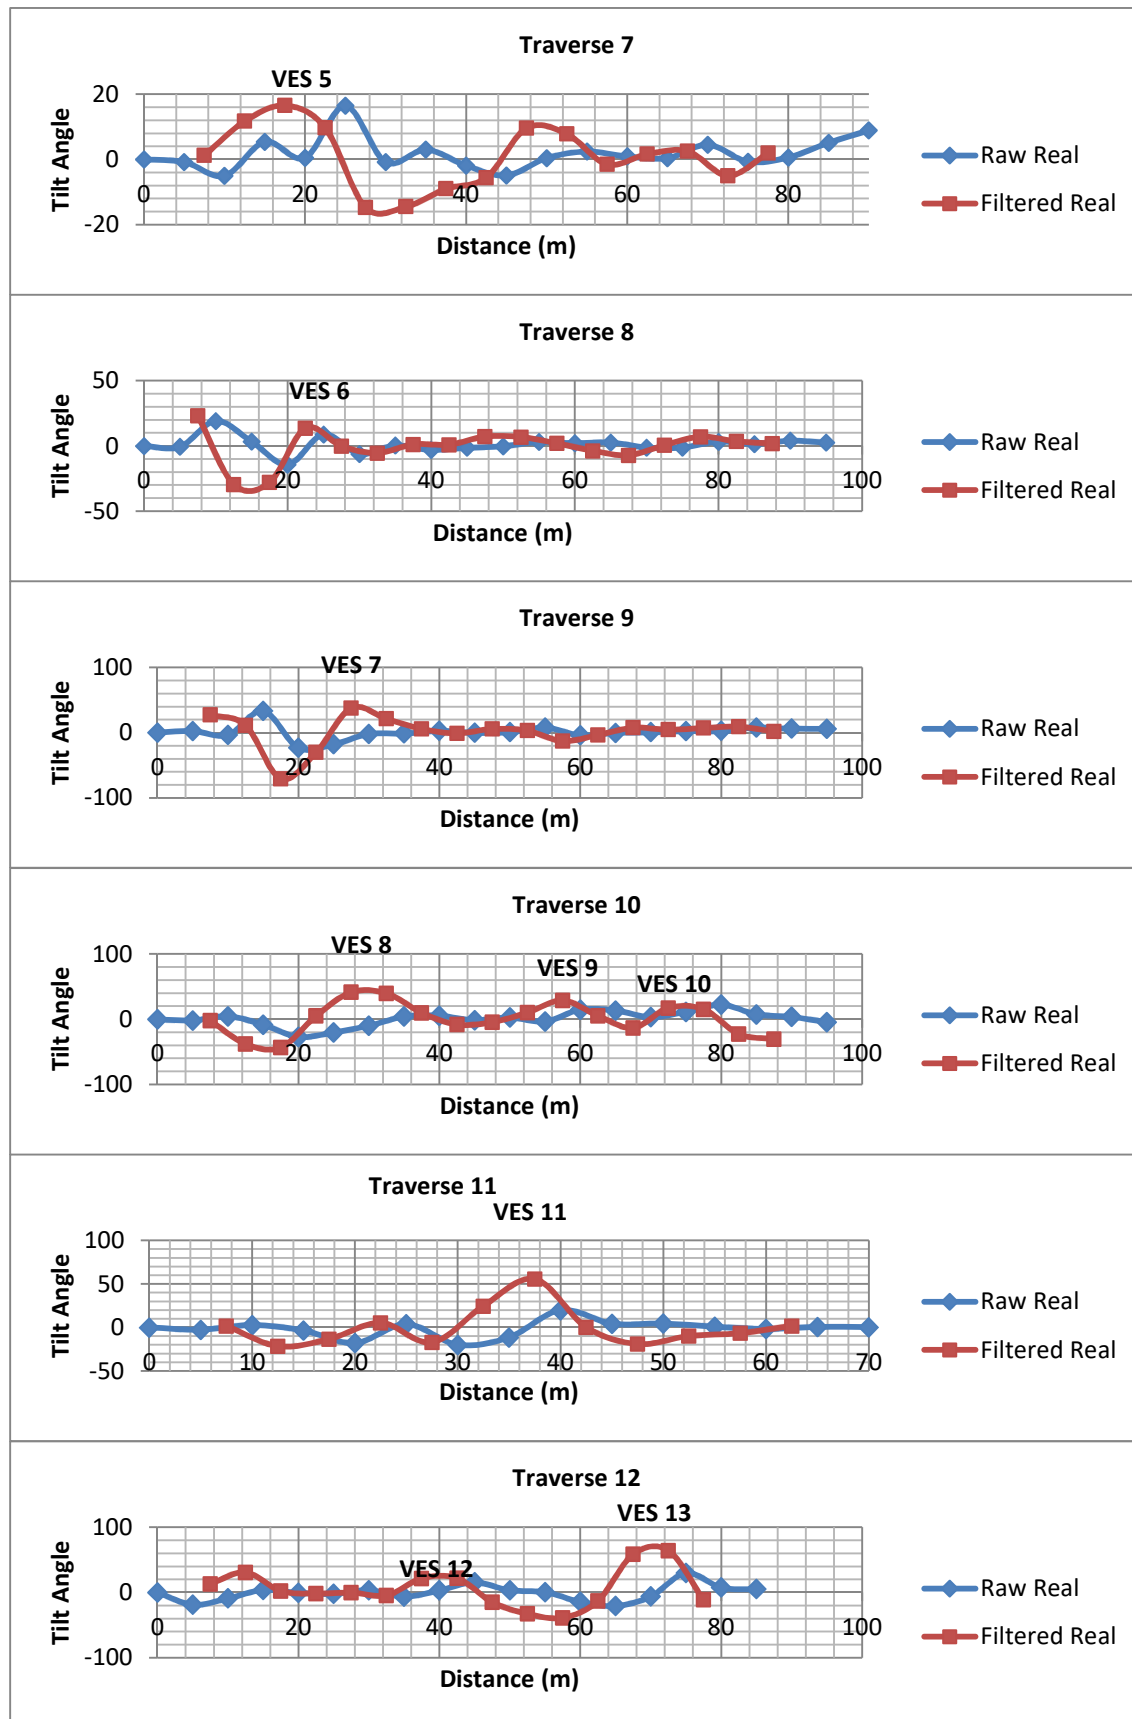 Traverse 7
VES 5
Tilt Angle
20
0
-20
0 20 40 60 80
Distance (m)
Raw Real
Filtered Real
Traverse 8
VES 6
Tilt Angle
50
0
-50
0 20 40 60 80 100
Distance (m)
Raw Real
Filtered Real
Traverse 9
VES 7
Tilt Angle
100
0
-100
0 20 40 60 80 100
Distance (m)
Raw Real
Filtered Real
Traverse 10
VES 8
VES 9
VES 10
Tilt Angle
100
0
-100
0 20 40 60 80 100
Distance (m)
Raw Real
Filtered Real
Traverse 11
VES 11
Tilt Angle
100
50
0
-50
0 10 20 30 40 50 60 70
Distance (m)
Raw Real
Filtered Real
Traverse 12
VES 13
VES 12
Tilt Angle
100
0
-100
0 20 40 60 80 100
Distance (m)
Raw Real
Filtered Real